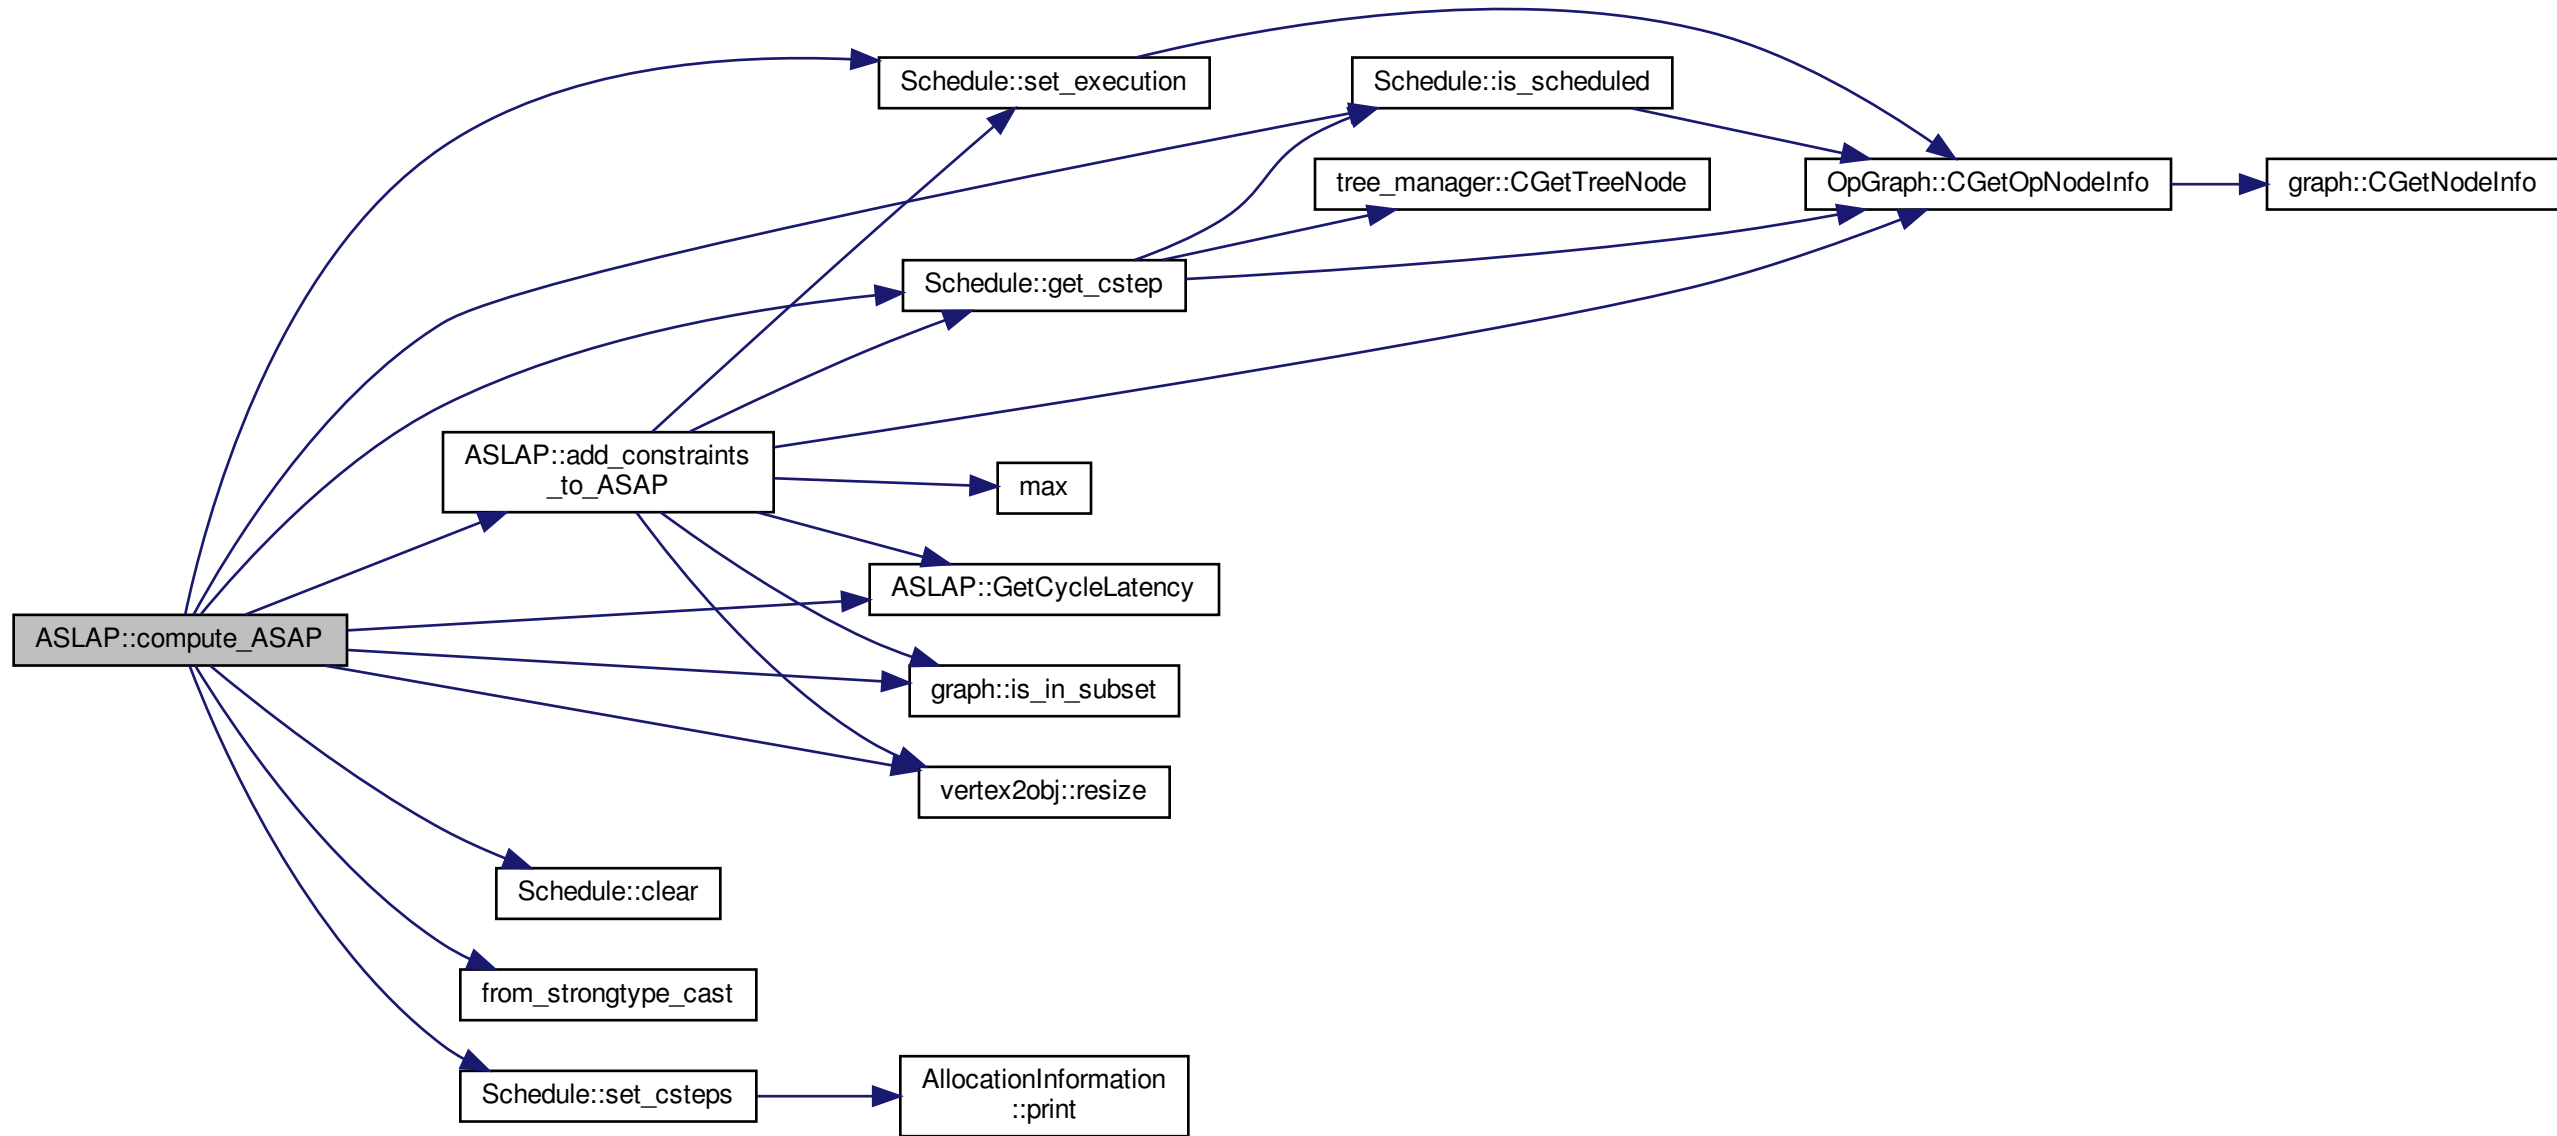 Schedule::set_execution
Schedule::is_scheduled
tree_manager::CGetTreeNode
OpGraph::CGetOpNodeInfo
graph::CGetNodeInfo
Schedule::get_cstep
ASLAP::add_constraints
_to_ASAP
max
ASLAP::GetCycleLatency
ASLAP::compute_ASAP
graph::is_in_subset
vertex2obj::resize
Schedule::clear
from_strongtype_cast
Schedule::set_csteps
AllocationInformation
::print